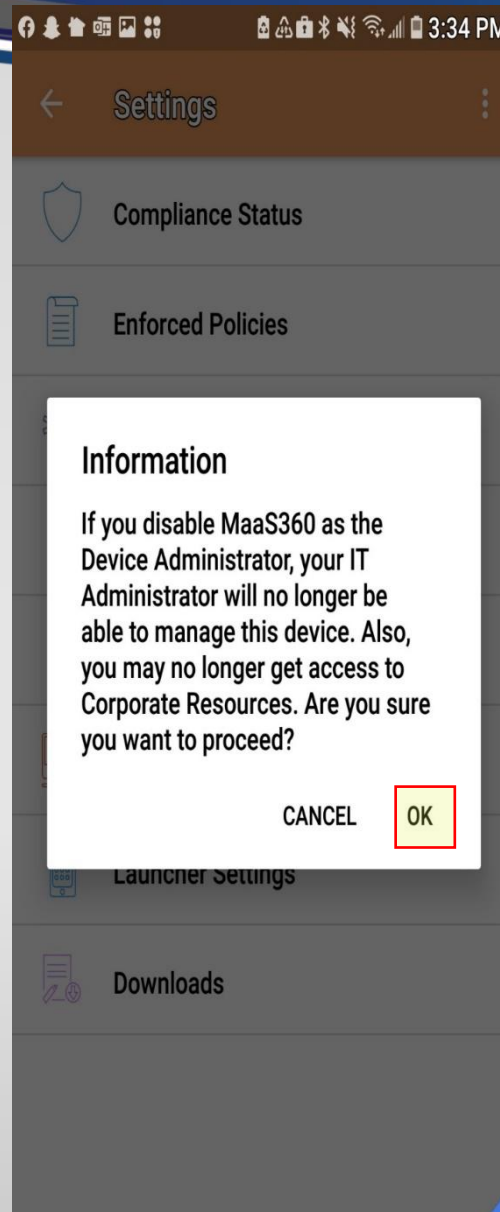 3:34 PM
Settings
Compliance Status
Enforced Policies
Information
If you disable MaaS360 as the
Device Administrator, your IT
Administrator will no longer be
able to manage this device. Also,
you may no longer get access to
Corporate Resources. Are you sure
you want to proceed?
CANCEL OK
Launcher Settings
Downloads